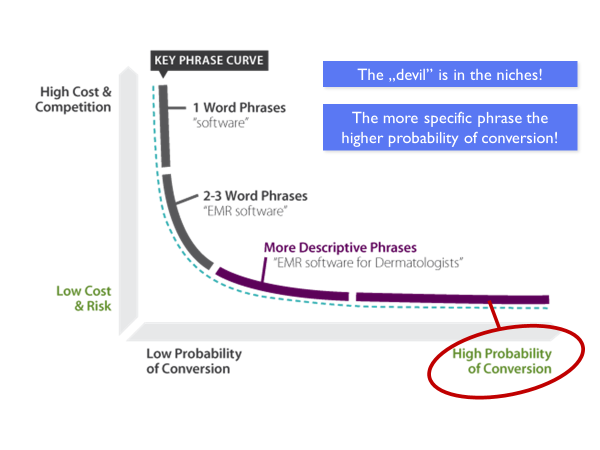 KEY PHRASE CURVE
The „devil” is in the niches!
High Cost &
Competition
1 Word Phrases
"software"
The more specific phrase the
higher probability of conversion!
2-3 Word Phrases
"EMR software"
More Descriptive Phrases
"EMR software for Dermatologists"
Low Cost
& Risk
Low Probability
of Conversion
High Probability
of Conversion